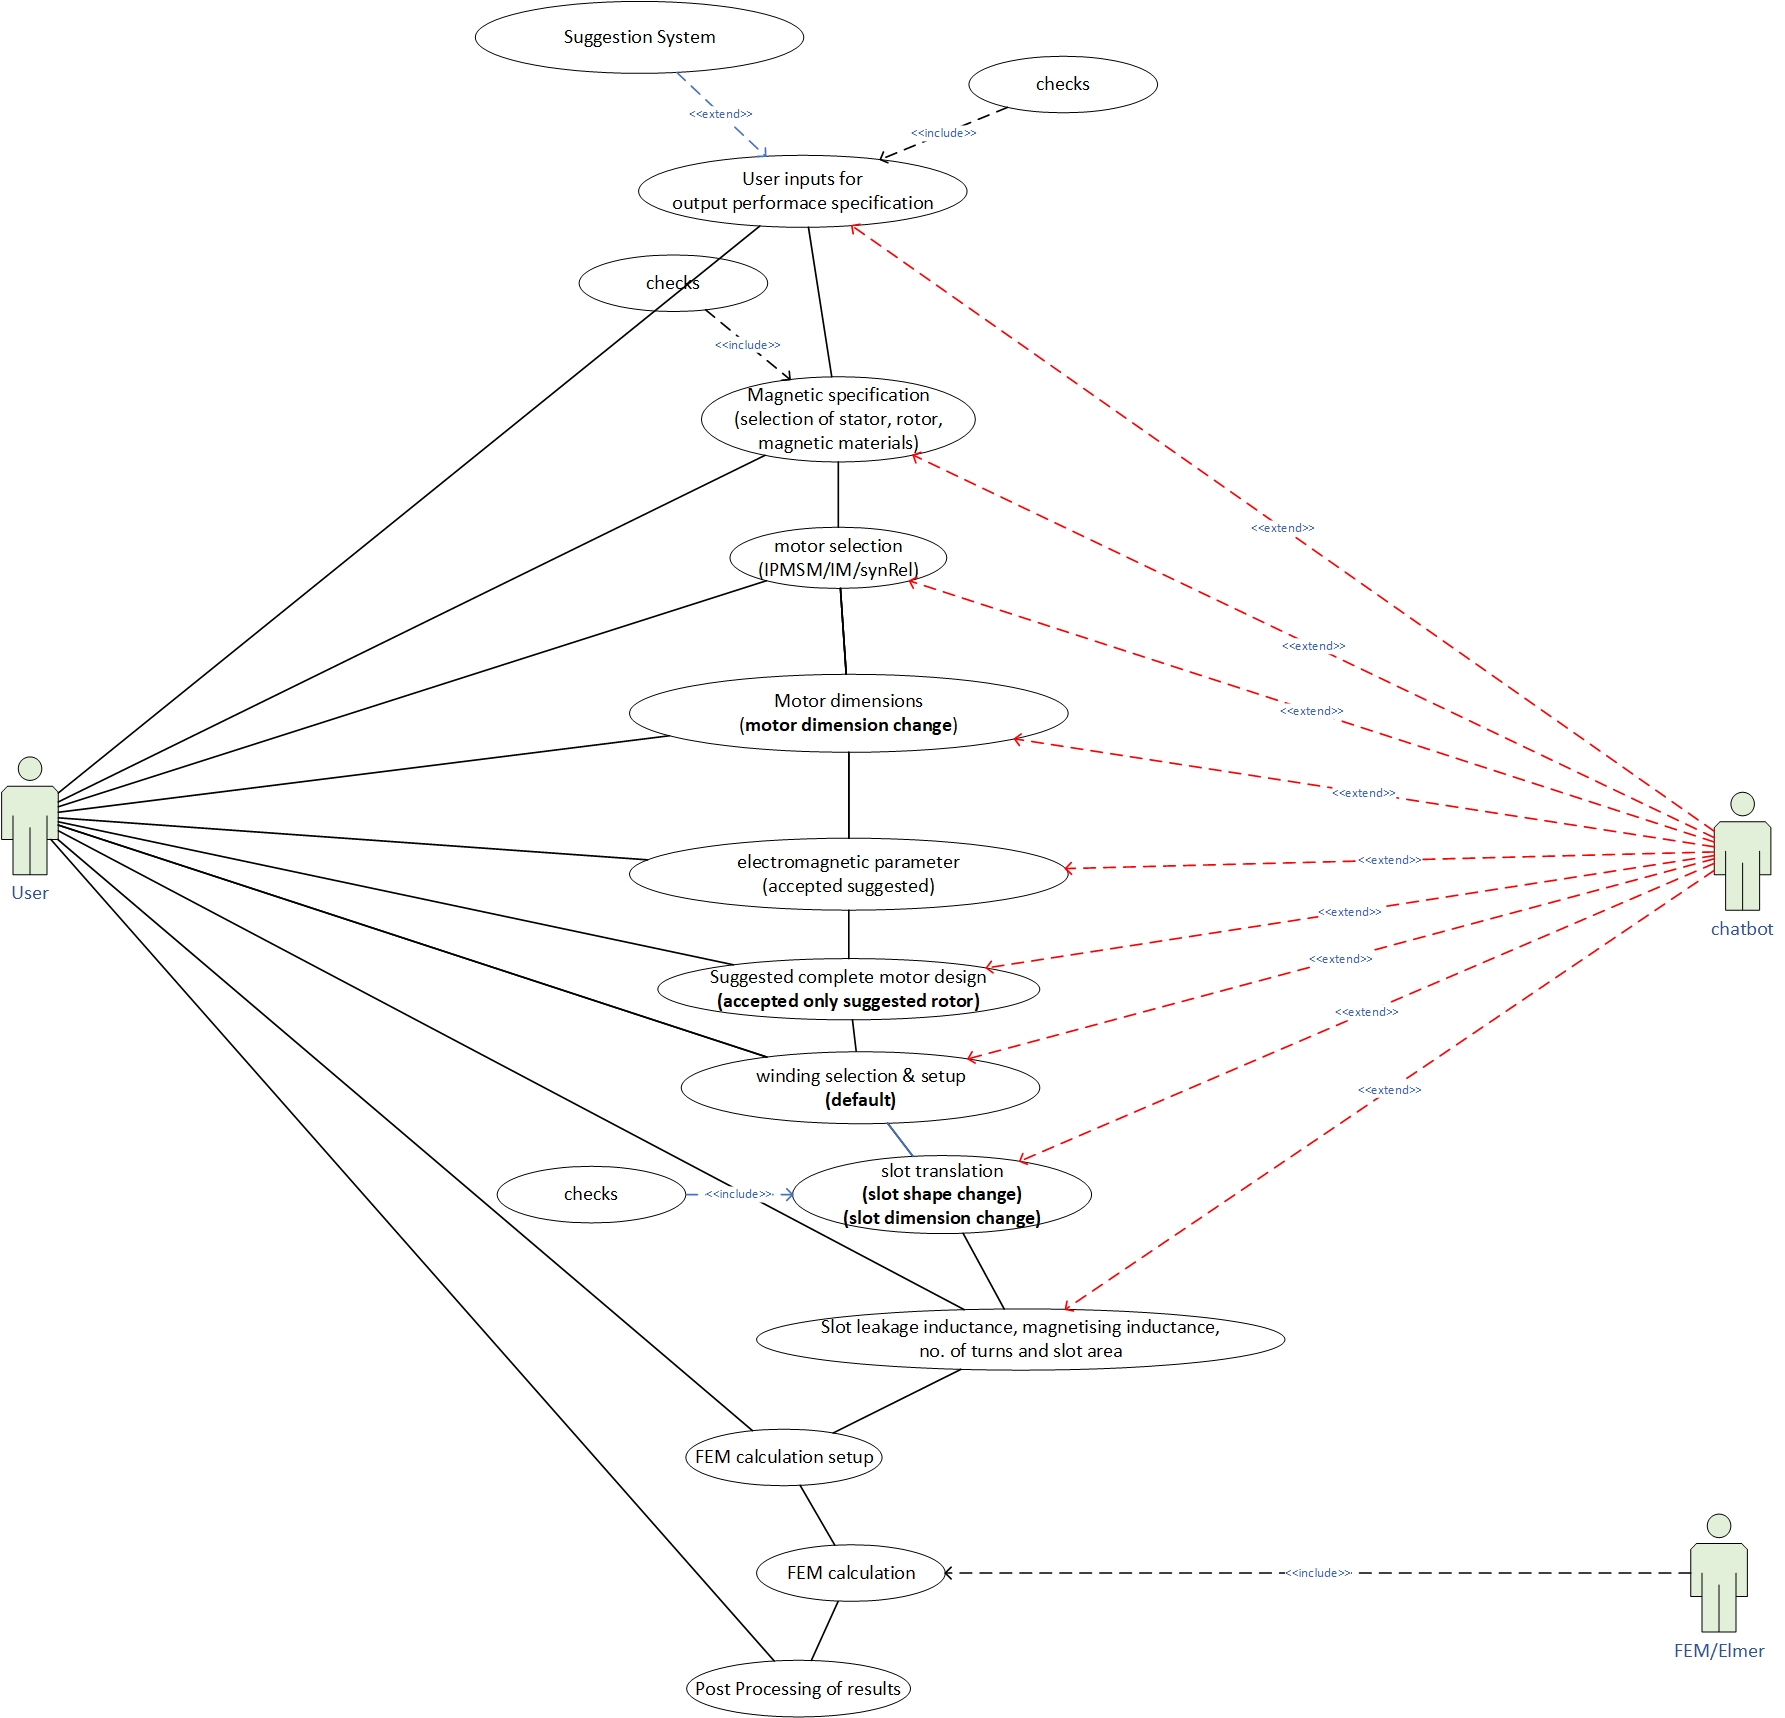 Suggestion System
checks
<<extend>>
<<include>>
User inputs for
output performace specification
checks
<<include>>
Magnetic specification
(selection of stator, rotor,
magnetic materials)
<<extend>>
motor selection
(IPMSM/IM/synRel)
<<extend>>
Motor dimensions
(motor dimension change)
<<extend>>
<<extend>>
electromagnetic parameter
(accepted suggested)
<<extend>>
User
chatbot
<<extend>>
Suggested complete motor design
(accepted only suggested rotor)
<<extend>>
winding selection & setup
(default)
<<extend>>
<<extend>>
slot translation
(slot shape change)
(slot dimension change)
checks
<<include>>
Slot leakage inductance, magnetising inductance,
no. of turns and slot area
FEM calculation setup
FEM calculation
<<include>>
FEM/Elmer
Post Processing of results